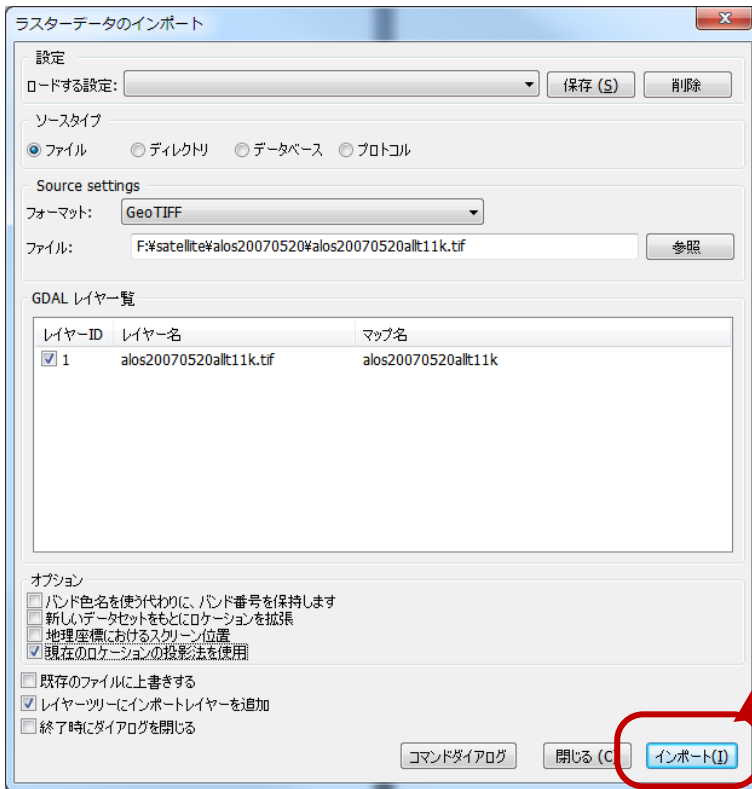 ラスターデータのインポート
設定
ロードする設定: 保存 (S) 削除
ソースタイプ
ファイル ディレクトリ データベース プロトコル
Source settings
フォーマット: GeoTIFF
ファイル: F:¥satellite¥alos20070520¥alos20070520allt11k.tif 参照
GDAL レイヤー覧
レイヤーID レイヤー名 マップ名
1 alos20070520allt11k.tif alos20070520allt11k
オプション
バンド色名を使う代わりに、バンド番号を保持します
新しいデータセットをもとにロケーションを拡張
地理座標におけるスクリーン位置
現在のロケーションの投影法を使用
既存のファイルに上書きする
レイヤーツリーにインポートレイヤーを追加
終了時にダイアログを閉じる
コマンドダイアログ 閉じる (C) インポート(I)